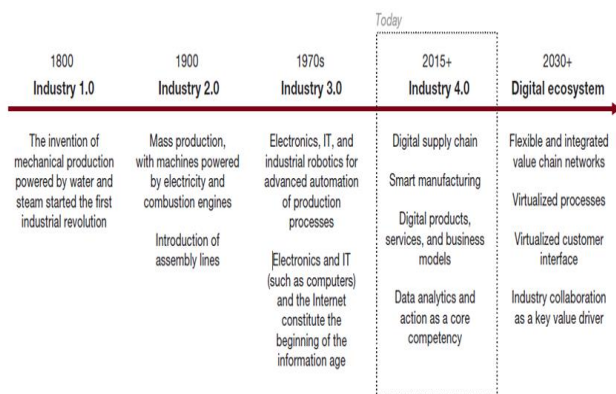 Today
1800
Industry 1.0
The invention of
mechanical production
powered by water and
steam started the first
industrial revolution
1900
Industry 2.0
Mass production,
with machines powered
by electricity and
combustion engines
Introduction of
assembly lines
1970s
Industry 3.0
Electronics, IT, and
industrial robotics for
advanced automation of
production processes
Electronics and IT
(such as computers)
and the Internet
constitute the
beginning of the
information age
2015+
Industry 4.0
Digital supply chain
Smart manufacturing
Digital products,
services, and business
models
Data analytics and
action as a core
competency
2030+
Digital ecosystem
Flexible and integrated
value chain networks
Virtualized processes
Virtualized customer
interface
Industry collaboration
as a key value driver